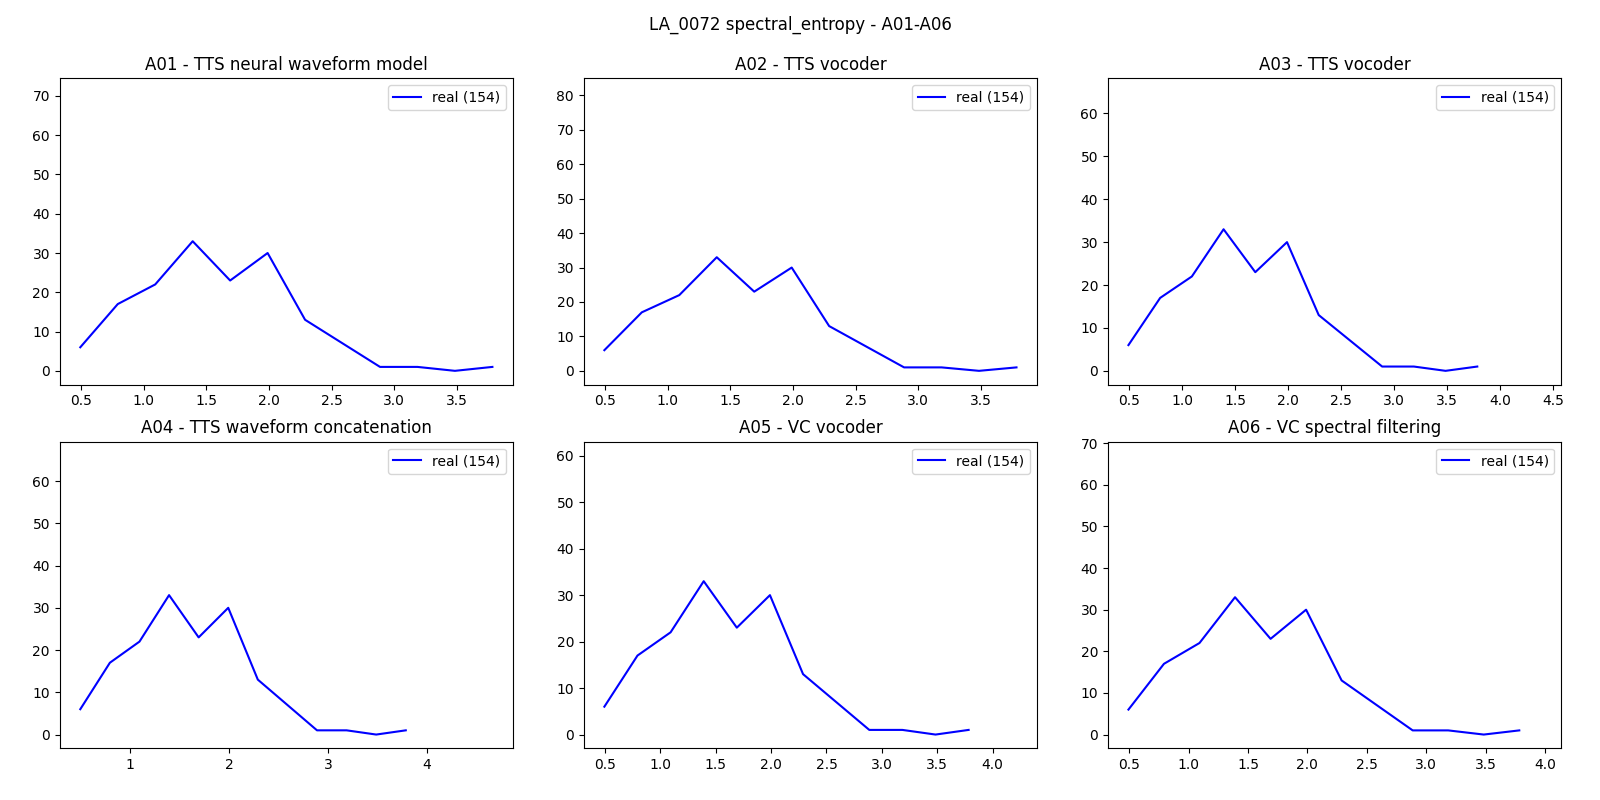 LA_0072 spectral_entropy - A01-A06
A01 - TTS neural waveform model
real (154)
70
60
50
40
30
20
10
0
0.5 1.0 1.5 2.0 2.5 3.0 3.5
A02 - TTS vocoder
real (154)
80
70
60
50
40
30
20
10
0
0.5 1.0 1.5 2.0 2.5 3.0 3.5
A03 - TTS vocoder
real (154)
60
50
40
30
20
10
0
0.5 1.0 1.5 2.0 2.5 3.0 3.5 4.0 4.5
A04 - TTS waveform concatenation
real (154)
60
50
40
30
20
10
0
1 2 3 4
A05 - VC vocoder
real (154)
60
50
40
30
20
10
0
0.5 1.0 1.5 2.0 2.5 3.0 3.5 4.0
A06 - VC spectral filtering
real (154)
70
60
50
40
30
20
10
0
0.5 1.0 1.5 2.0 2.5 3.0 3.5 4.0